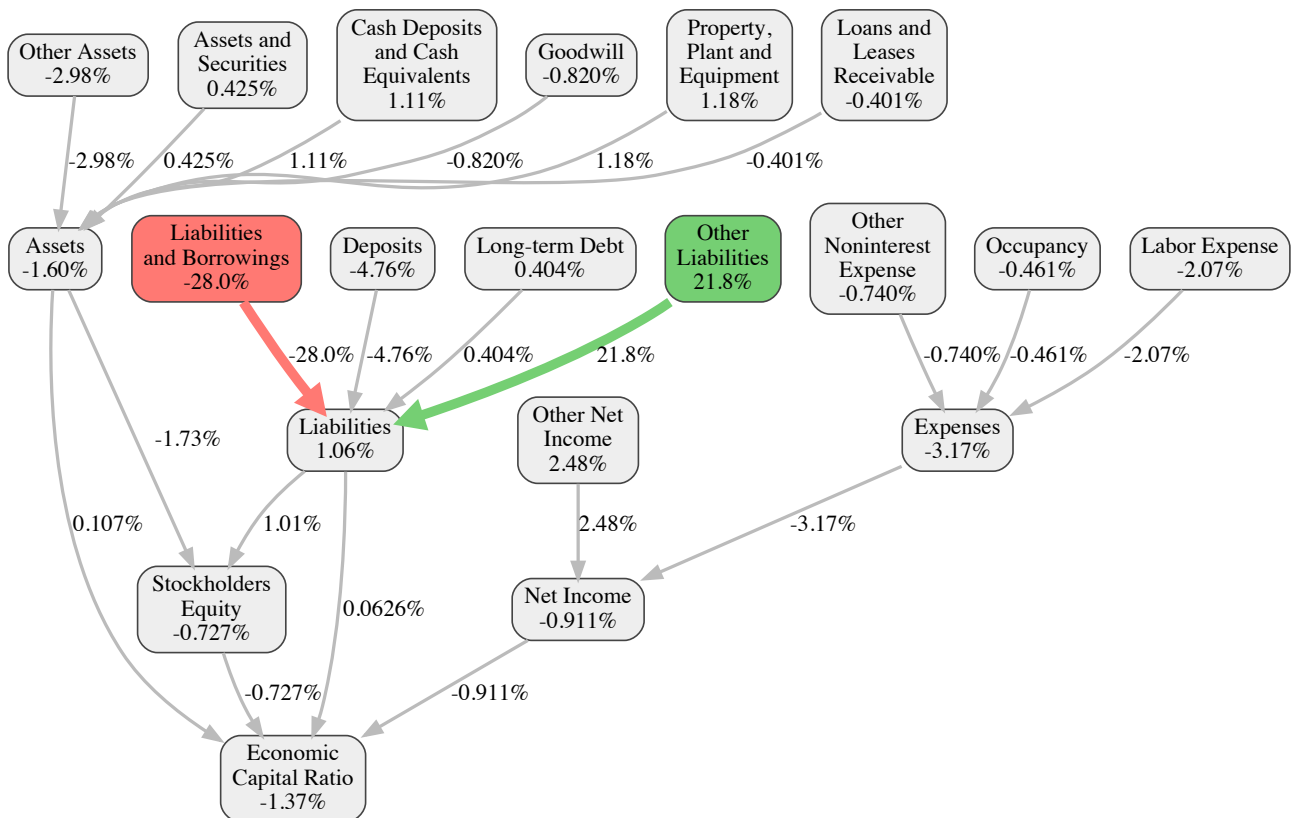 Other Assets
-2.98%
Assets and
Securities
0.425%
Cash Deposits
and Cash
Equivalents
1.11%
Goodwill
-0.820%
Property,
Plant and
Equipment
1.18%
Loans and
Leases
Receivable
-0.401%
-2.98%
0.425%
1.11%
-0.820%
1.18%
-0.401%
Assets
-1.60%
Liabilities
and Borrowings
-28.0%
Deposits
-4.76%
Long-term Debt
0.404%
Other
Liabilities
21.8%
Other
Noninterest
Expense
-0.740%
Occupancy
-0.461%
Labor Expense
-2.07%
-28.0%
-4.76%
0.404%
21.8%
-0.740%
-0.461%
-2.07%
-1.73%
Liabilities
1.06%
Other Net
Income
2.48%
Expenses
-3.17%
0.107%
1.01%
2.48%
-3.17%
Stockholders
Equity
-0.727%
0.0626%
Net Income
-0.911%
-0.727%
-0.911%
Economic
Capital Ratio
-1.37%